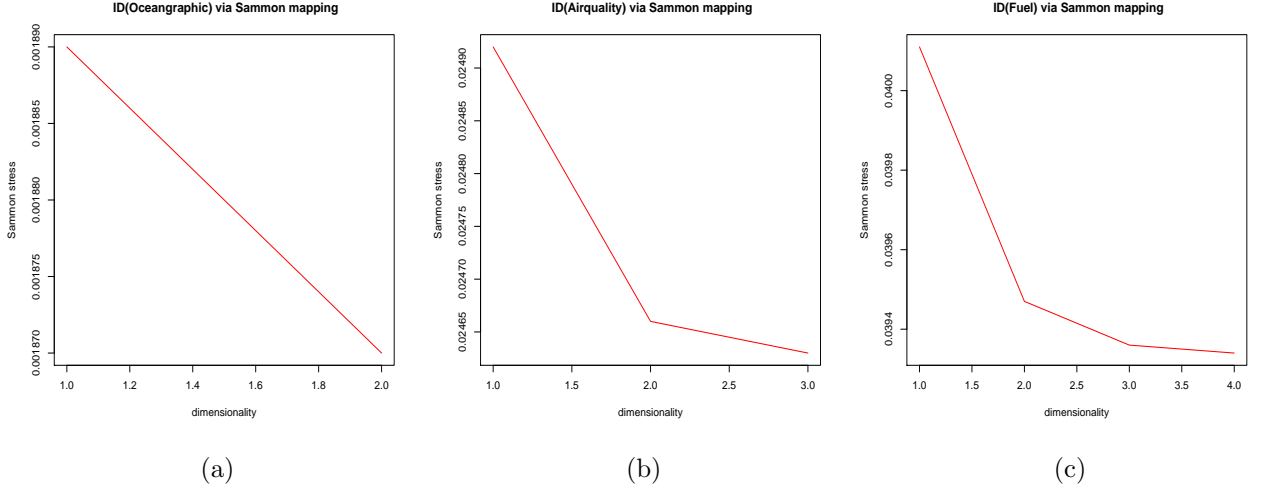 ID(Oceangraphic) via Sammon mapping
Sammon stress
0.001870 0.001875 0.001880 0.001885 0.001890
1.0 1.2 1.4 1.6 1.8 2.0
dimensionality
(a)
ID(Airquality) via Sammon mapping
Sammon stress
0.02465 0.02470 0.02475 0.02480 0.02485 0.02490
1.0 1.5 2.0 2.5 3.0
dimensionality
(b)
ID(Fuel) via Sammon mapping
Sammon stress
0.0394 0.0396 0.0398 0.0400
1.0 1.5 2.0 2.5 3.0 3.5 4.0
dimensionality
(c)